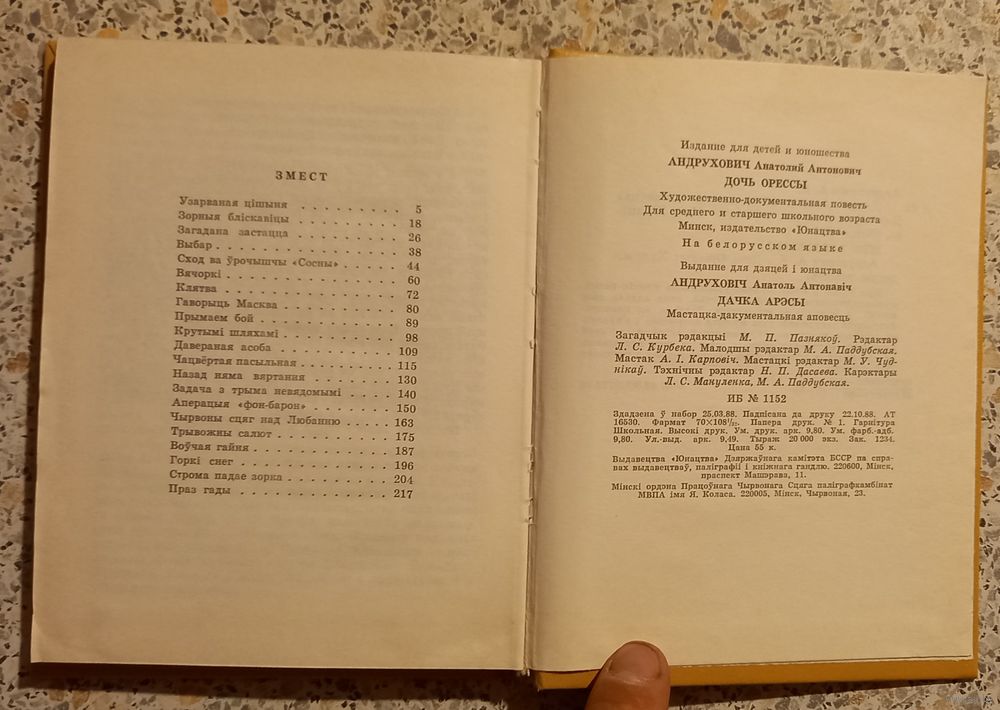 ЗМЕСТ
Узарваная цішыня . . . . . . . . . 5
Зорныя бліскавіцы . . . . . . . . . 18
Загадана застацца . . . . . . . . . 26
Выбар . . . . . . . . . . . . . . 38
Сход ва ўрочышчы «Сосны» . . . . . 44
Вячоркі . . . . . . . . . . . . . 60
Клятва . . . . . . . . . . . . . 72
Гаворыць Масква . . . . . . . . . 80
Прымаем бой . . . . . . . . . . . 89
Крутымі шляхамі . . . . . . . . . 98
Давераная асоба . . . . . . . . . 109
Чацвёртая пасыльная . . . . . . . . 115
Назад няма вяртання . . . . . . . . 130
Задача з трыма невядомымі . . . . . 140
Аперацыя «фон-барон» . . . . . . . 150
Чырвоны сцяг над Любанню . . . . . 163
Трывожны салют . . . . . . . . . . 175
Воўчая гайня . . . . . . . . . . . 187
Горкі снег . . . . . . . . . . . . 196
Строма падае зорка . . . . . . . . 204
Праз гады . . . . . . . . . . . . 217
Издание для детей и юношества
АНДРУХОВИЧ Анатолий Антонович
ДОЧЬ ОРЕССЫ
Художественно-документальная повесть
Для среднего и старшего школьного возраста
Минск, издательство «Юнацтва»
На белорусском языке
Выданне для дзяцей і юнацтва
АНДРУХОВІЧ Анатоль Антонавіч
ДАЧКА АРЭСЫ
Мастацка-дакументальная аповесць
Загадчык рэдакцыі М. П. Пазнякоў. Рэдактар
Л. С. Курбека. Малодшы рэдактар М. А. Паддубская.
Мастак А. І. Карповіч. Мастацкі рэдактар М. У. Чуд-
нікаў. Тэхнічны рэдактар Н. П. Дасаева. Карэктары
Л. С. Мануленка, М. А. Паддубская.
ИБ № 1152
Здадзена ў набор 25.03.88. Падпісана да друку 22.10.88. АТ
16530. Фармат 70×108¹/₃₂. Папера друк. № 1. Гарнітура
Школьная. Высокі друк. Ум. друк. арк. 9,80. Ум. фарб.-адб.
9,80. Ул.-выд. арк. 9,49. Тыраж 20 000 экз. Зак. 1234.
Цана 55 к.
Выдавецтва «Юнацтва» Дзяржаўнага камітэта БССР па спра-
вах выдавецтваў, паліграфіі і кніжнага гандлю. 220600, Мінск,
праспект Машэрава, 11.
Мінскі ордэна Працоўнага Чырвонага Сцяга паліграфкамбінат
МВПА імя Я. Коласа. 220005, Мінск, Чырвоная, 23.